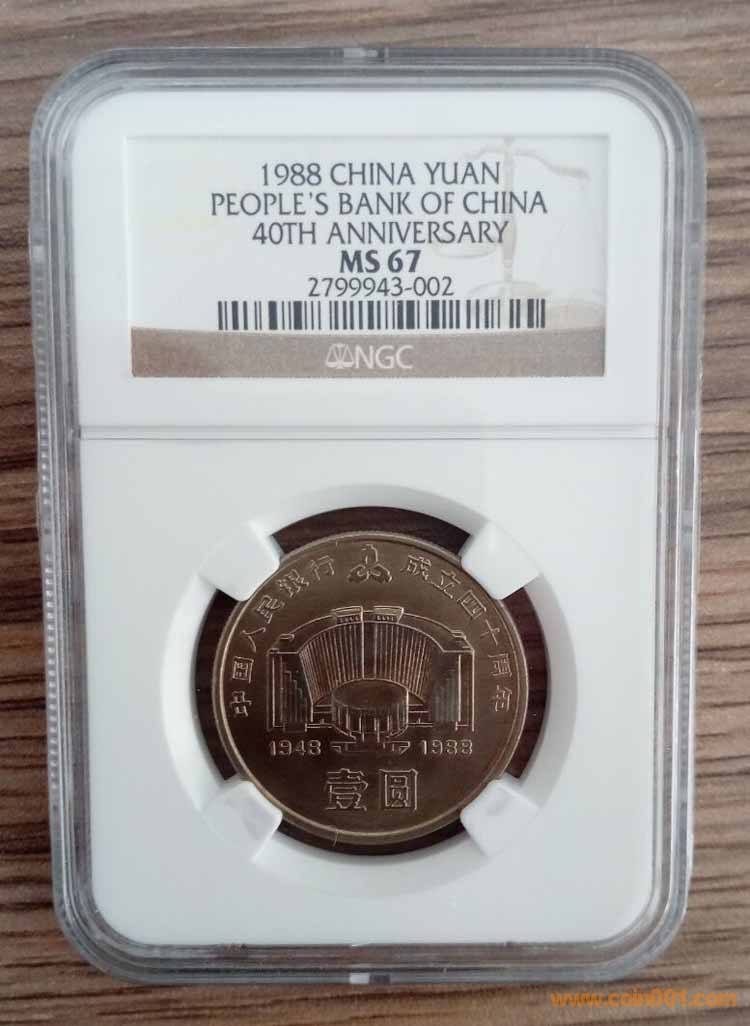 1988 CHINA YUAN
PEOPLE'S BANK OF CHINA
40TH ANNIVERSARY
MS 67
2799943-002
NGC
中国人民银行 成立四十周年
1948 1988
壹圆
www.coin001.com